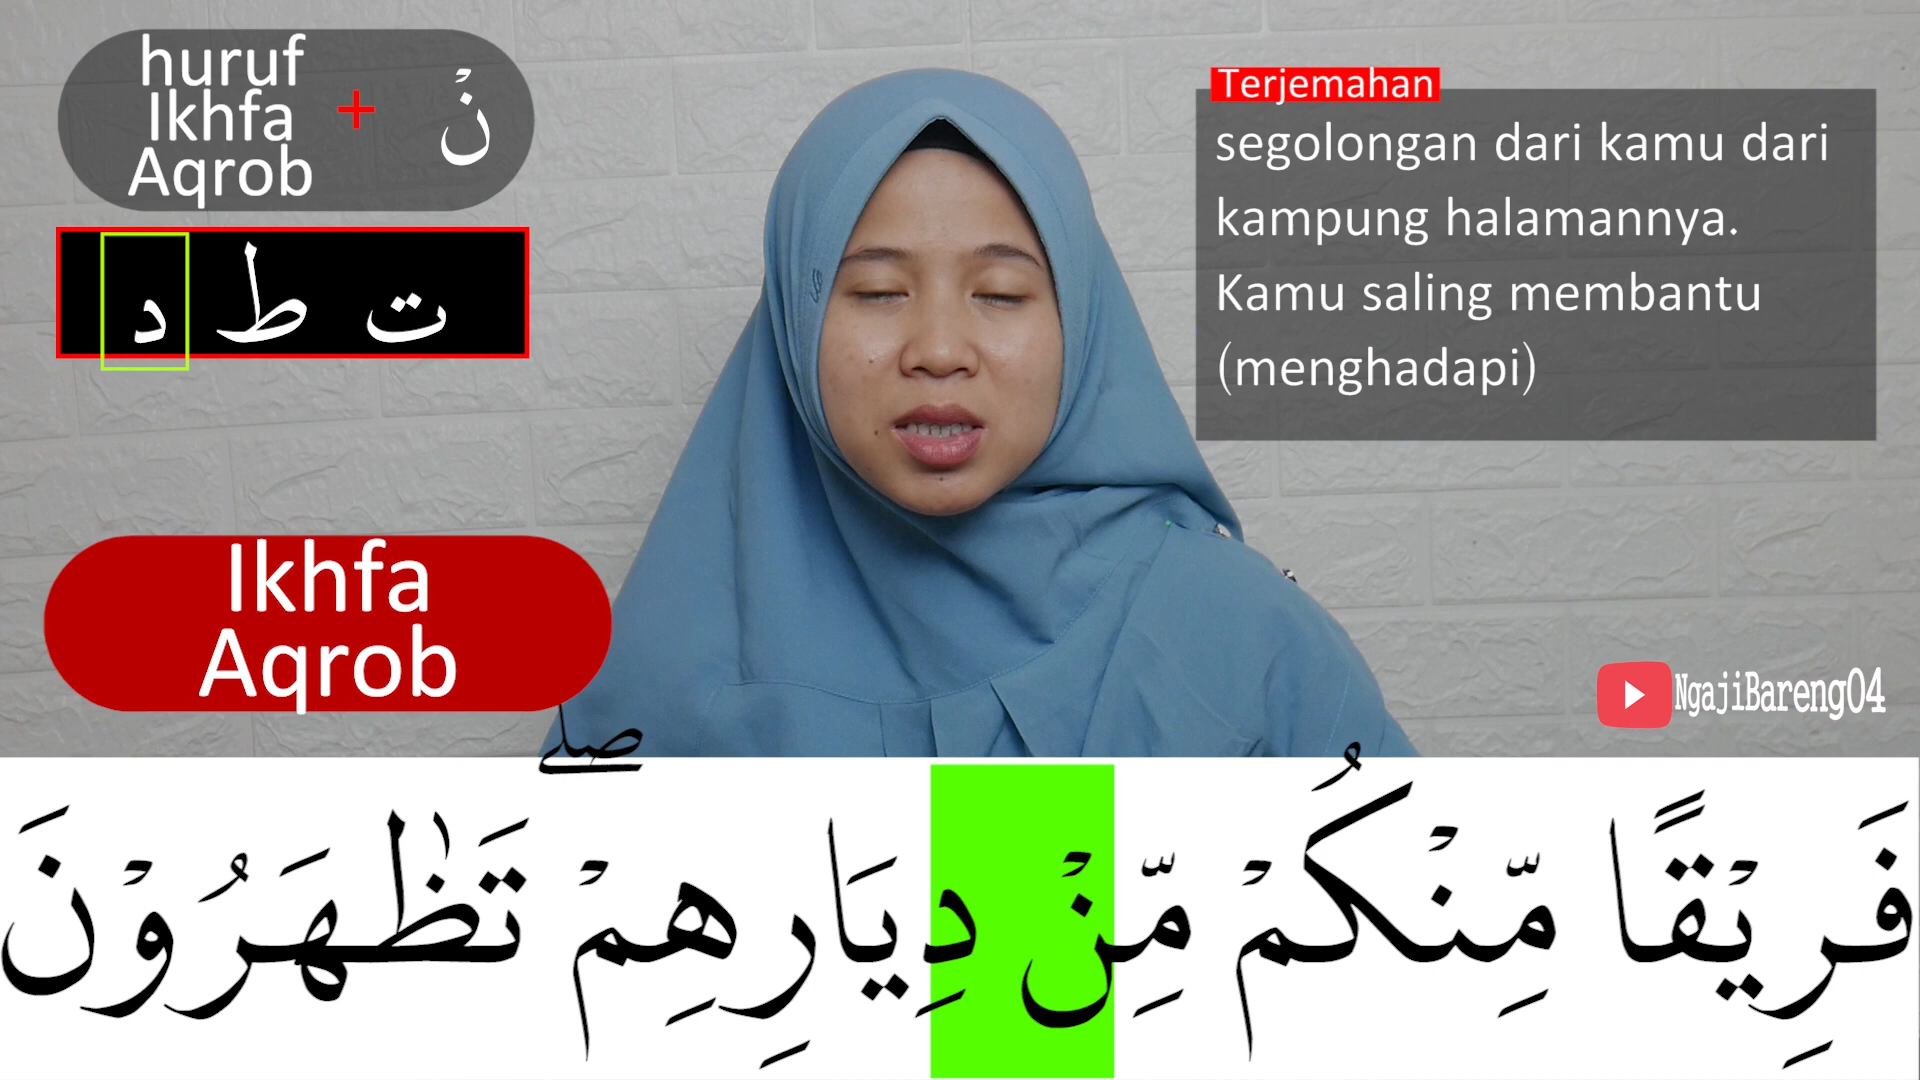 huruf
Ikhfa
Aqrob
+ نْ
ت ط د
Terjemahan
segolongan dari kamu dari
kampung halamannya.
Kamu saling membantu
(menghadapi)
Ikhfa
Aqrob
NgajiBareng04
فَرِيْقًا مِّنْكُمْ مِّنْ دِيَارِهِمْۖ تَظٰهَرُوْنَ